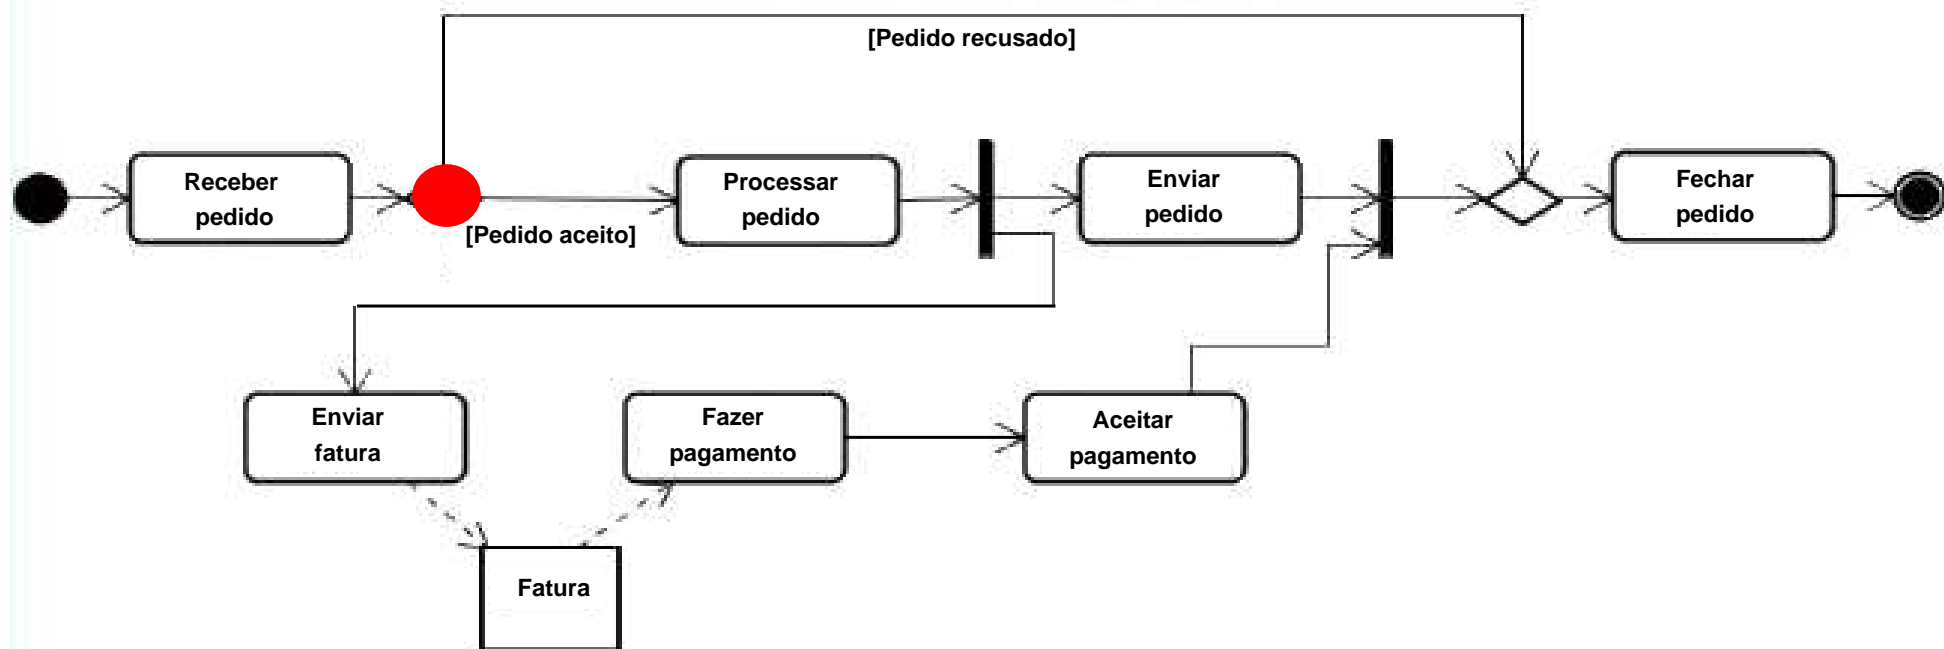 [Pedido recusado]
Receber
pedido
[Pedido aceito]
Processar
pedido
Enviar
pedido
Fechar
pedido
Enviar
fatura
Fazer
pagamento
Aceitar
pagamento
Fatura